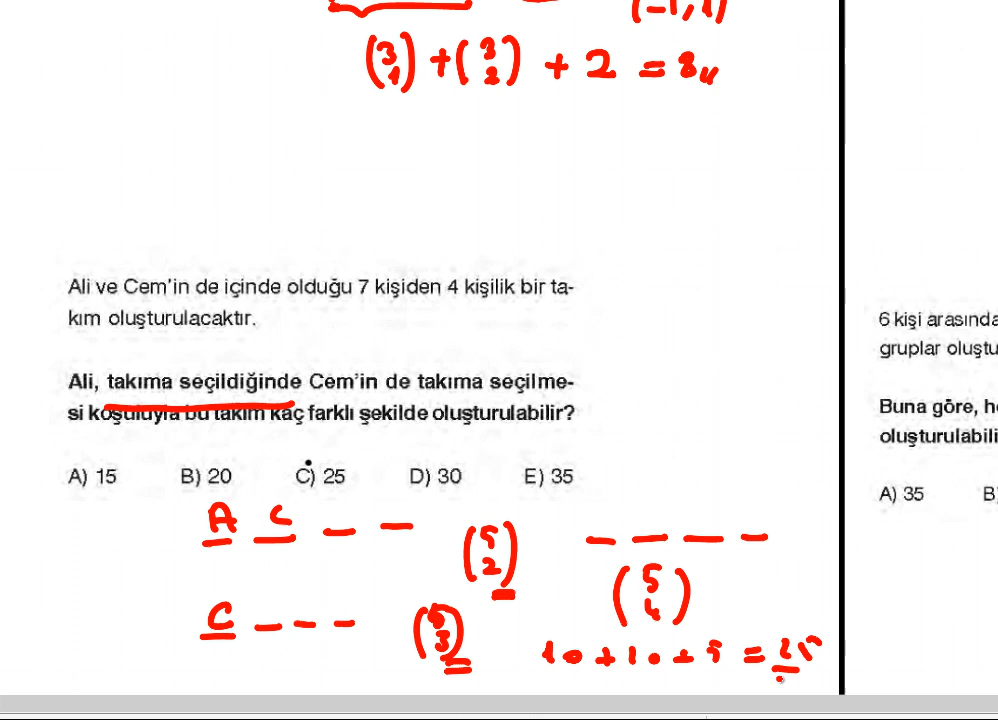 (3 1) + (3 2) + 2 = 8
Ali ve Cem'in de içinde olduğu 7 kişiden 4 kişilik bir ta-
kım oluşturulacaktır.
Ali, takıma seçildiğinde Cem'in de takıma seçilme-
si koşuluyla bu takım kaç farklı şekilde oluşturulabilir?
A) 15 B) 20 C) 25 D) 30 E) 35
A C _ _ (5 2) _ _ _ _
(5 4)
C _ _ _ (5 3)
10 + 10 + 5 = 25
6 kişi arasında
gruplar
Buna göre,
A) 35